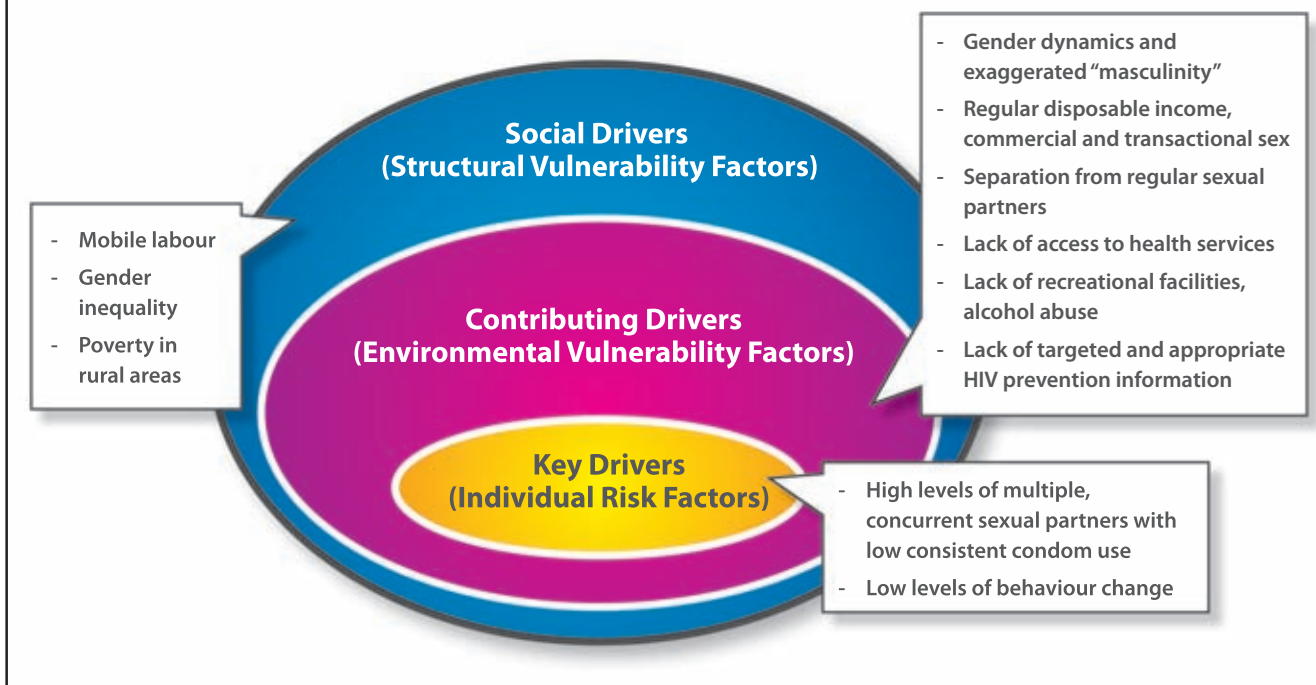 Social Drivers
(Structural Vulnerability Factors)
- Mobile labour
- Gender
inequality
- Poverty in
rural areas
Contributing Drivers
(Environmental Vulnerability Factors)
- Gender dynamics and
exaggerated “masculinity”
- Regular disposable income,
commercial and transactional sex
- Separation from regular sexual
partners
- Lack of access to health services
- Lack of recreational facilities,
alcohol abuse
- Lack of targeted and appropriate
HIV prevention information
Key Drivers
(Individual Risk Factors)
- High levels of multiple,
concurrent sexual partners with
low consistent condom use
- Low levels of behaviour change